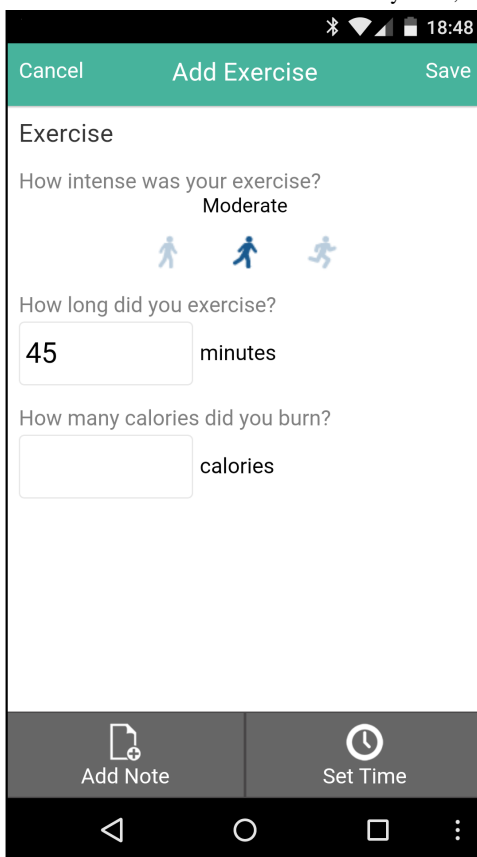 18:48
Cancel Add Exercise Save
Exercise
How intense was your exercise?
Moderate
How long did you exercise?
45 minutes
How many calories did you burn?
calories
Add Note Set Time